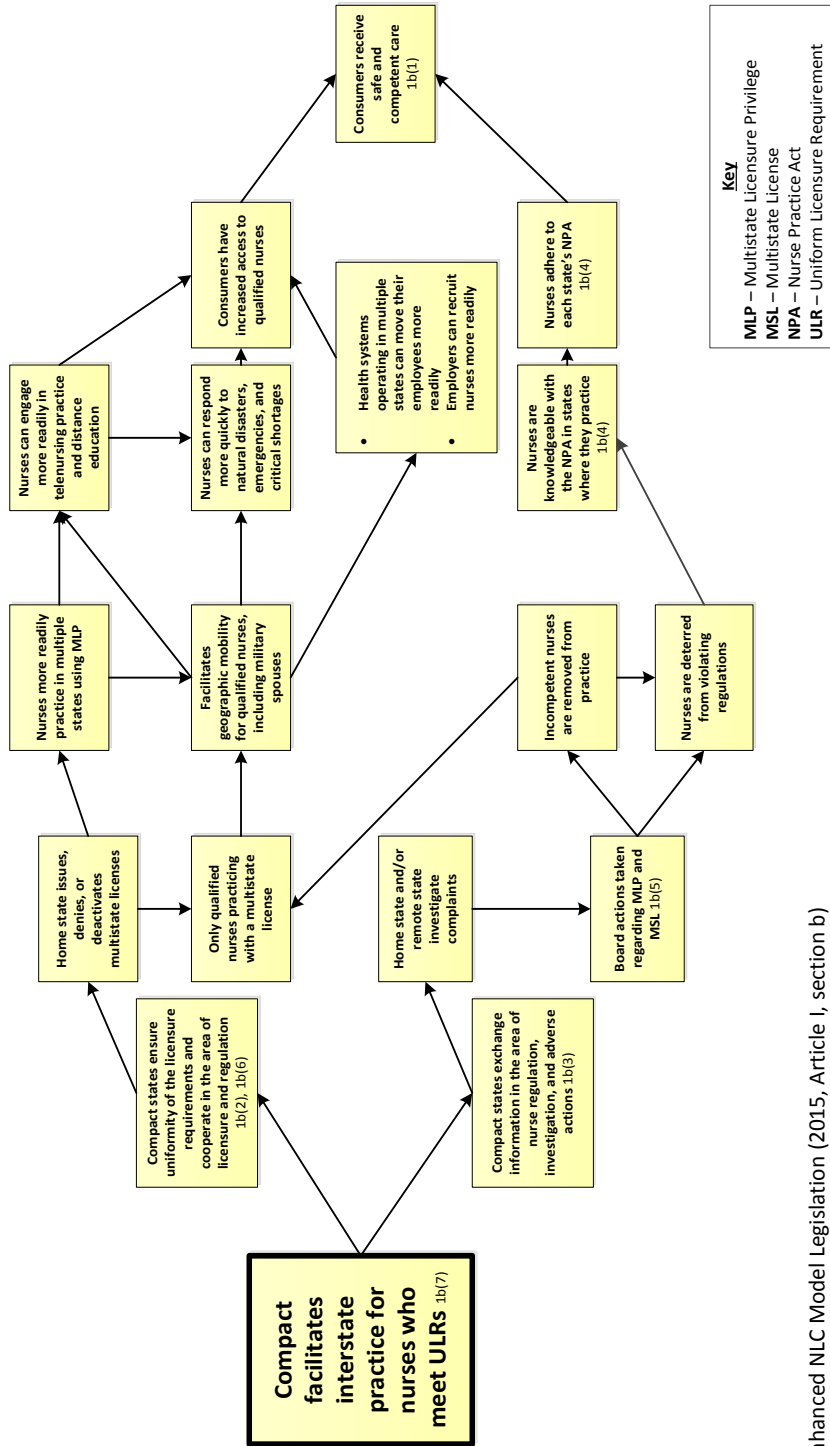 Compact
facilitates
interstate
practice for
nurses who
meet ULRs 1b(7)
Compact states ensure
uniformity of the licensure
requirements and
cooperate in the area of
licensure and regulation
1b(2), 1b(6)
Compact states exchange
information in the area of
nurse regulation,
investigation, and adverse
actions 1b(3)
Home state issues,
denies, or
deactivates
multistate licenses
Only qualified
nurses practicing
with a multistate
license
Home state and/or
remote state
investigate
complaints
Board actions taken
regarding MLP and
MSL 1b(5)
Nurses more readily
practice in multiple
states using MLP
Facilitates
geographic mobility
for qualified nurses,
including military
spouses
Incompetent nurses
are removed from
practice
Nurses are deterred
from violating
regulations
Nurses can engage
more readily in
telenursing practice
and distance
education
Nurses can respond
more quickly to
natural disasters,
emergencies, and
critical shortages
• Health systems
operating in multiple
states can move their
employees more
readily
• Employers can recruit
nurses more readily
Nurses are
knowledgeable with
the NPA in states
where they practice
1b(4)
Consumers have
increased access to
qualified nurses
Nurses adhere to
each state's NPA
1b(4)
Consumers receive
safe and
competent care
1b(1)
Key
MLP – Multistate Licensure Privilege
MSL – Multistate License
NPA – Nurse Practice Act
ULR – Uniform Licensure Requirement
hanced NLC Model Legislation (2015, Article I, section b)